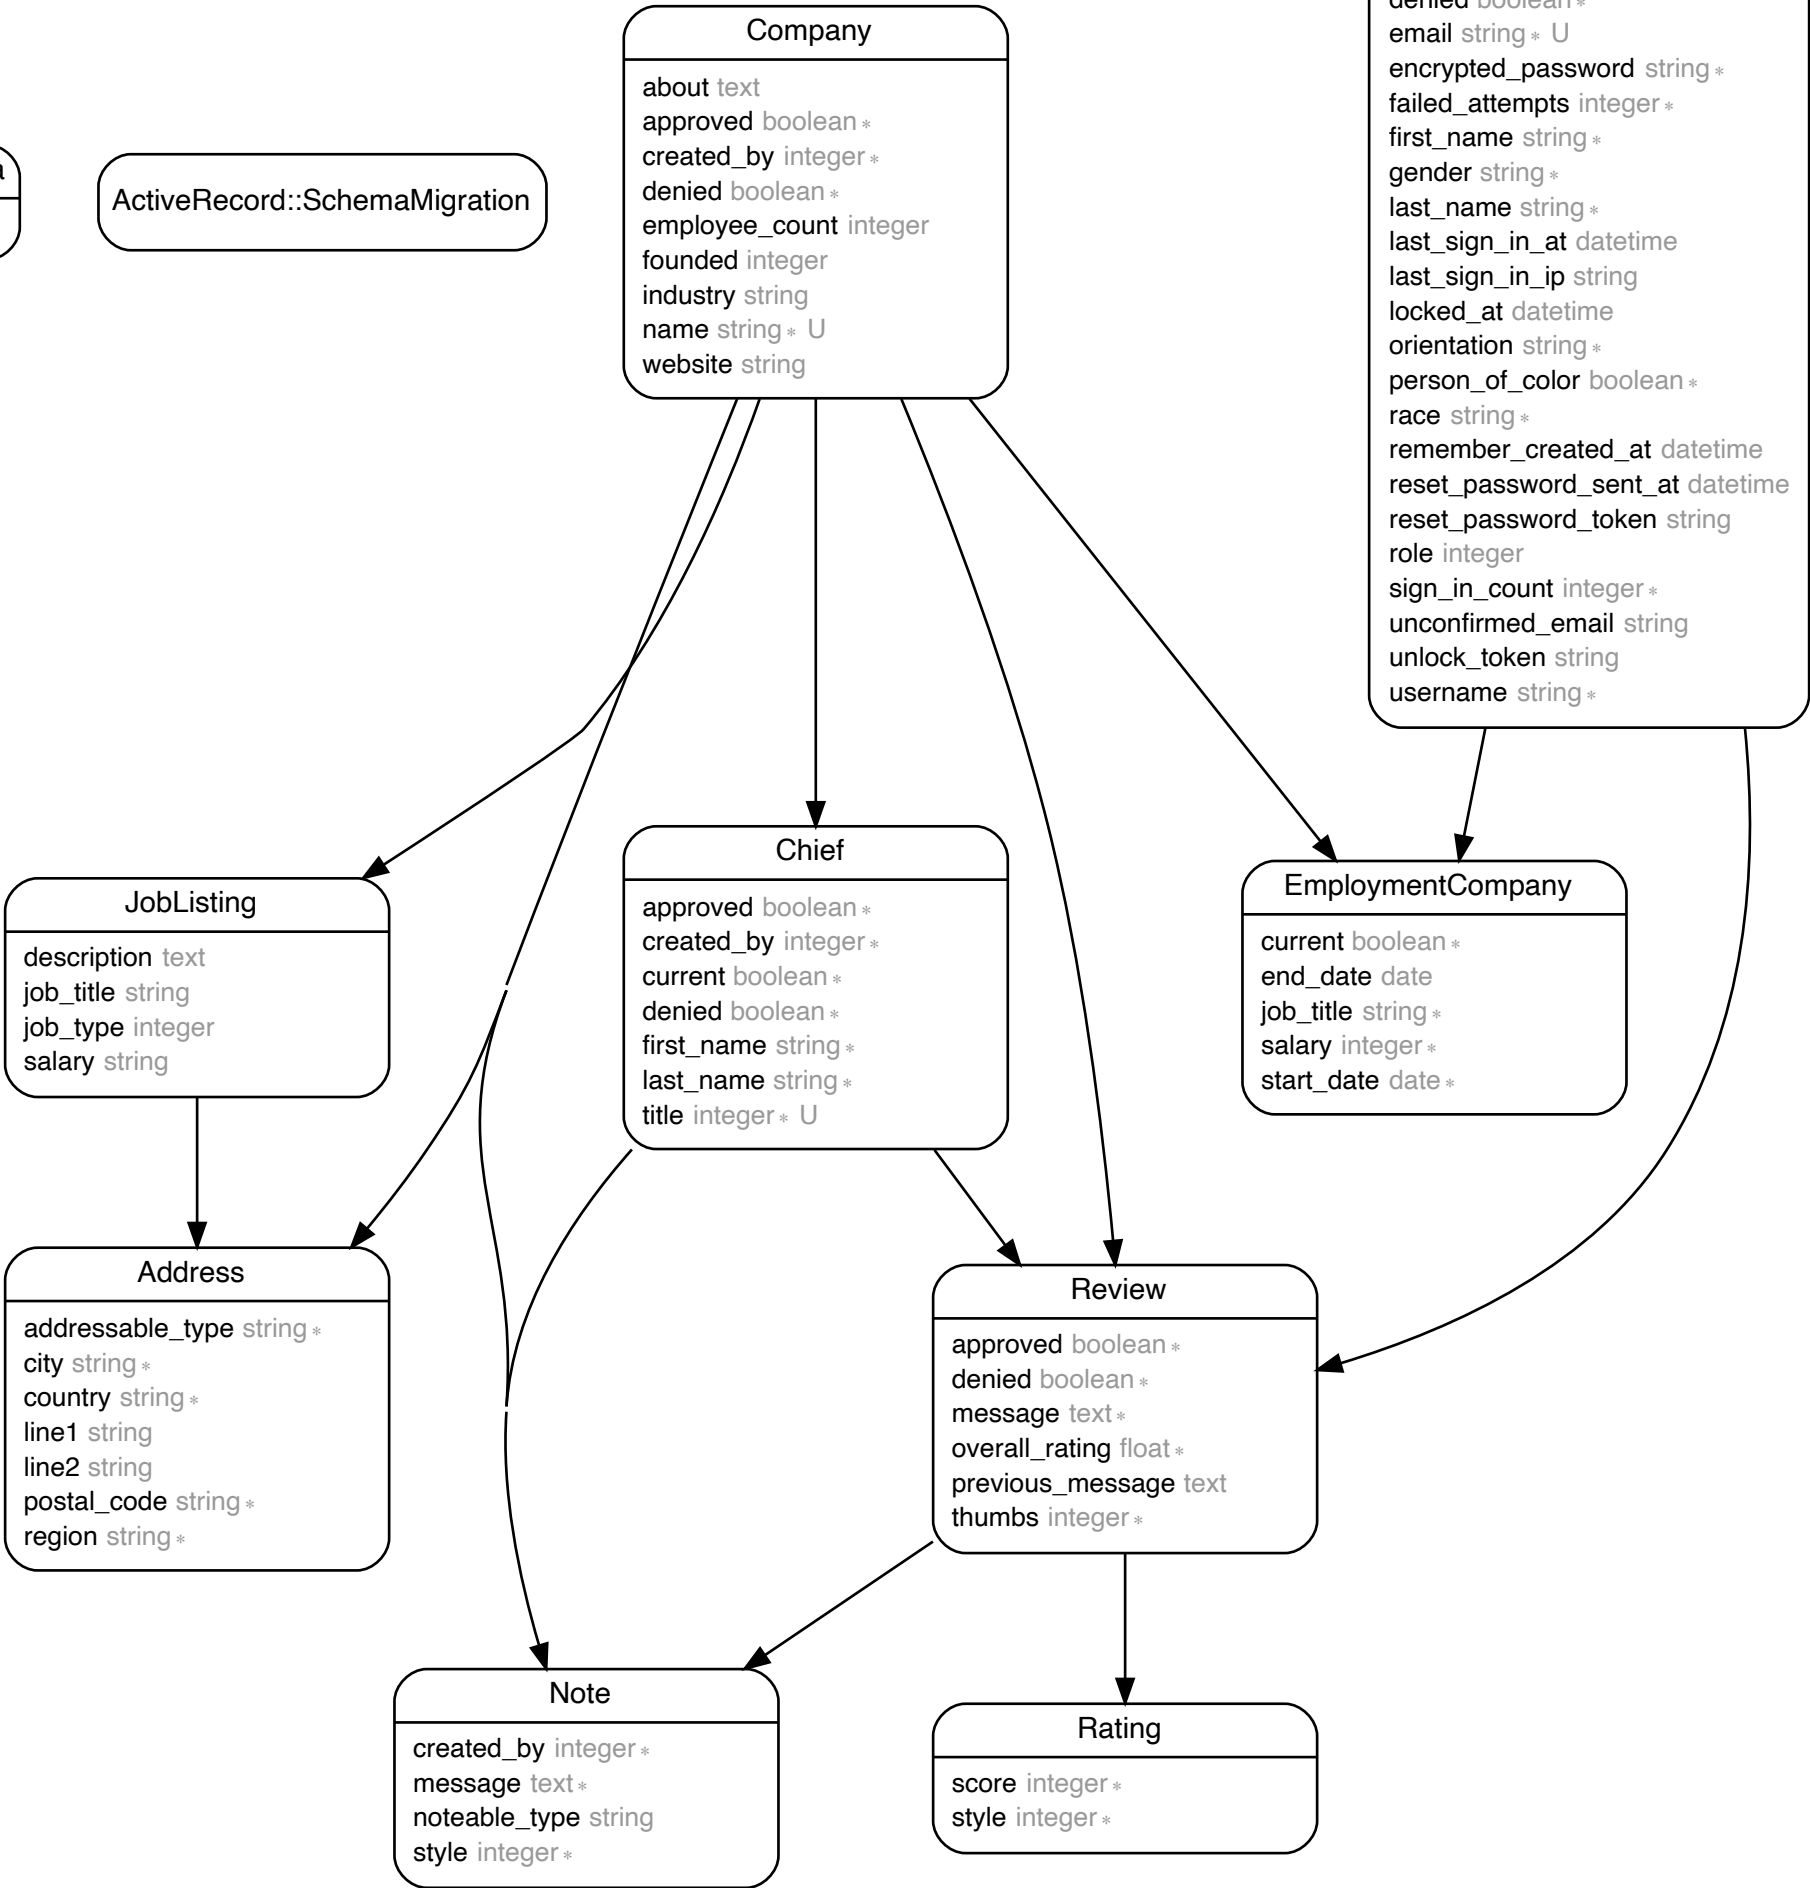 Company
about text
approved boolean *
created_by integer *
denied boolean *
employee_count integer
founded integer
industry string
name string * U
website string
denied boolean *
email string * U
encrypted_password string *
failed_attempts integer *
first_name string *
gender string *
last_name string *
last_sign_in_at datetime
last_sign_in_ip string
locked_at datetime
orientation string *
person_of_color boolean *
race string *
remember_created_at datetime
reset_password_sent_at datetime
reset_password_token string
role integer
sign_in_count integer *
unconfirmed_email string
unlock_token string
username string *
a
ActiveRecord::SchemaMigration
JobListing
description text
job_title string
job_type integer
salary string
Chief
approved boolean *
created_by integer *
current boolean *
denied boolean *
first_name string *
last_name string *
title integer * U
EmploymentCompany
current boolean *
end_date date
job_title string *
salary integer *
start_date date *
Address
addressable_type string *
city string *
country string *
line1 string
line2 string
postal_code string *
region string *
Review
approved boolean *
denied boolean *
message text *
overall_rating float *
previous_message text
thumbs integer *
Note
created_by integer *
message text *
noteable_type string
style integer *
Rating
score integer *
style integer *